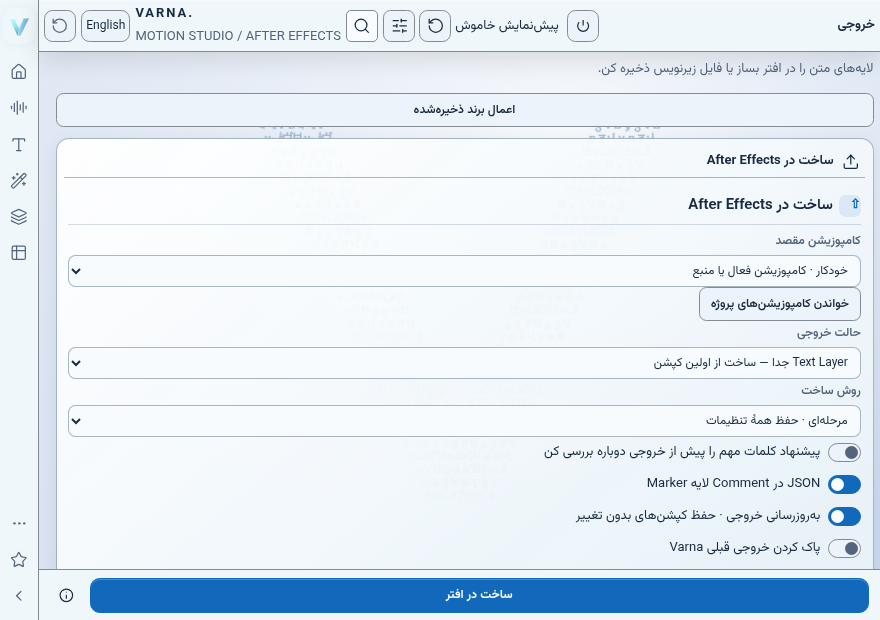 خروجی
پیش‌نمایش خاموش
VARNA.
MOTION STUDIO / AFTER EFFECTS
English
لایه‌های متن را در افتر بساز یا فایل زیرنویس ذخیره کن.
اعمال برند ذخیره‌شده
ساخت در After Effects
ساخت در After Effects
کامپوزیشن مقصد
خودکار · کامپوزیشن فعال یا منبع
خواندن کامپوزیشن‌های پروژه
حالت خروجی
Text Layer جدا — ساخت از اولین کپشن
روش ساخت
مرحله‌ای · حفظ همهٔ تنظیمات
پیشنهاد کلمات مهم را پیش از خروجی دوباره بررسی کن
JSON در Comment لایه Marker
به‌روزرسانی خروجی · حفظ کپشن‌های بدون تغییر
پاک کردن خروجی قبلی Varna
ساخت در افتر